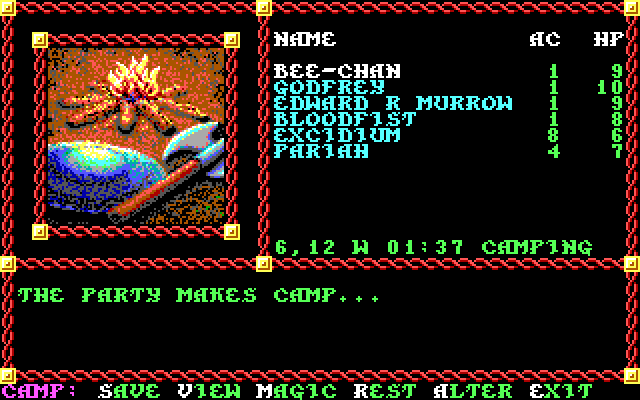 NAME AC HP
BEE-CHAN 1 9
GODFREY 1 10
EDWARD R MURROW 1 9
BLOODFIST 1 8
EXCIDIUM 8 6
PARIAH 4 7
6,12 W 01:37 CAMPING
THE PARTY MAKES CAMP...
CAMP: SAVE VIEW MAGIC REST ALTER EXIT